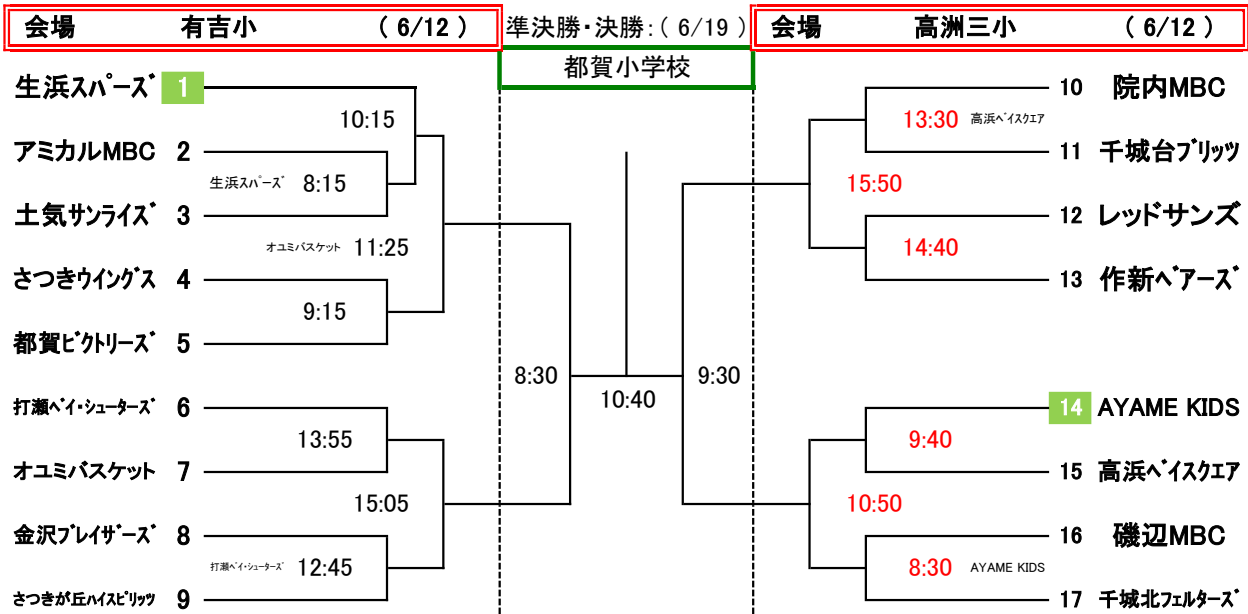 会場 有吉小 ( 6/12 ) 準決勝・決勝:( 6/19 ) 会場 高洲三小 ( 6/12 )
都賀小学校
生浜スパーズ 1
10:15
アミカルMBC 2
生浜スパーズ 8:15
土気サンライズ 3
オユミバスケット 11:25
さつきウイングス 4
9:15
都賀ビクトリーズ 5
打瀬ベイ・シューターズ 6
13:55
オユミバスケット 7
15:05
金沢ブレイザーズ 8
打瀬ベイ・シューターズ 12:45
さつきが丘ハイスピリッツ 9
8:30
10:40
9:30
10 院内MBC
13:30 高浜ベイスクエア
11 千城台ブリッツ
15:50
12 レッドサンズ
14:40
13 作新ベアーズ
14 AYAME KIDS
9:40
15 高浜ベイスクエア
10:50
16 磯辺MBC
8:30 AYAME KIDS
17 千城北フェルターズ